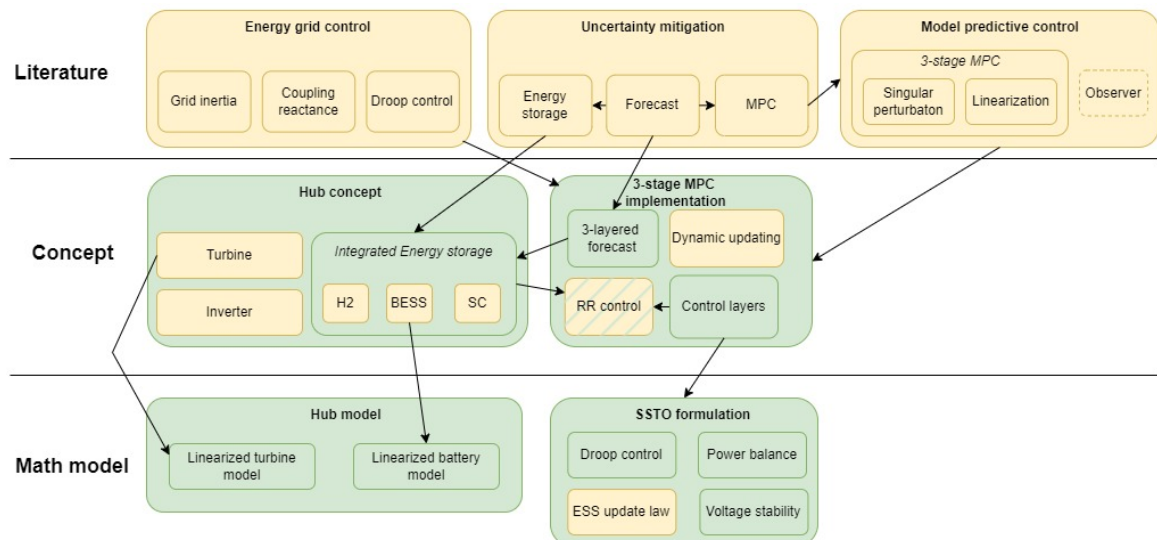 Literature
Energy grid control
Grid inertia
Coupling
reactance
Droop control
Uncertainty mitigation
Energy
storage
Forecast
MPC
Model predictive control
3-stage MPC
Singular
perturbaton
Linearization
Observer
Concept
Hub concept
Turbine
Inverter
Integrated Energy storage
H2
BESS
SC
3-stage MPC
implementation
3-layered
forecast
Dynamic updating
RR control
Control layers
Math model
Hub model
Linearized turbine
model
Linearized battery
model
SSTO formulation
Droop control
Power balance
ESS update law
Voltage stability